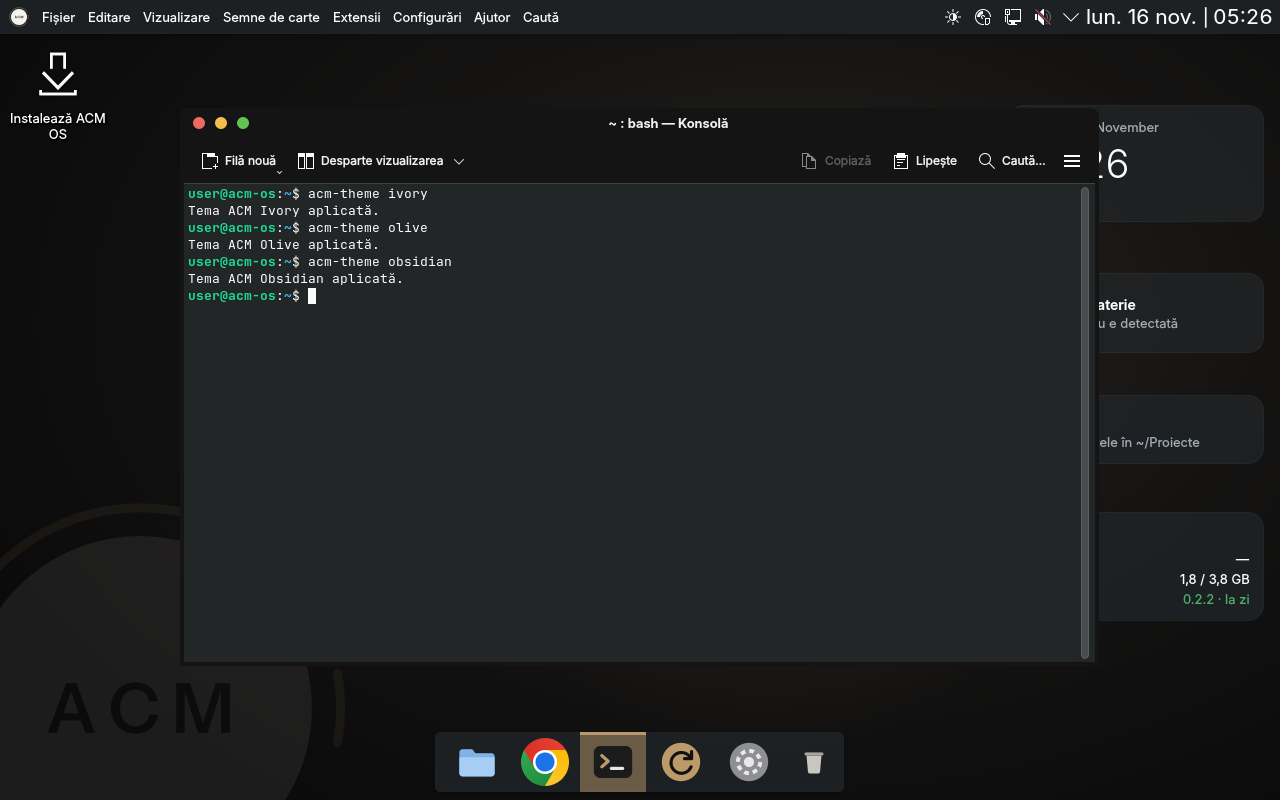 Fișier Editare Vizualizare Semne de carte Extensii Configurări Ajutor Caută
lun. 16 nov. | 05:26
Instalează ACM
OS
~ : bash — Konsolă
Filă nouă Desparte vizualizarea Copiază Lipește Caută...
user@acm-os:~$ acm-theme ivory
Tema ACM Ivory aplicată.
user@acm-os:~$ acm-theme olive
Tema ACM Olive aplicată.
user@acm-os:~$ acm-theme obsidian
Tema ACM Obsidian aplicată.
user@acm-os:~$
November
26
aterie
u e detectată
ele în ~/Proiecte
—
1,8 / 3,8 GB
0.2.2 · la zi
ACM